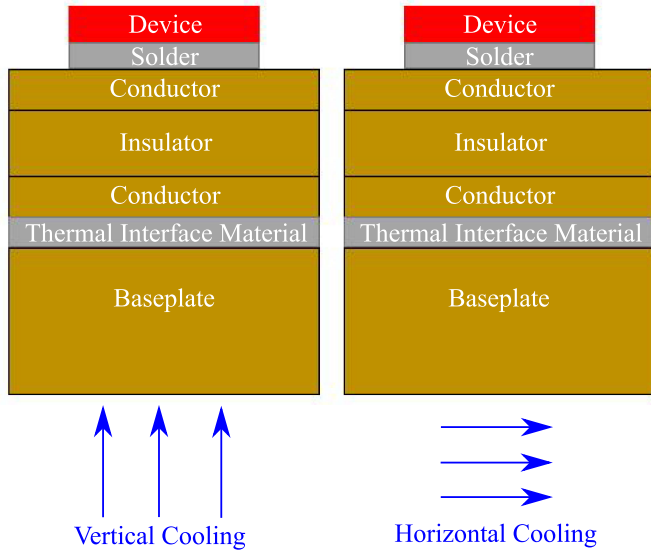 Device
Solder
Conductor
Insulator
Conductor
Thermal Interface Material
Baseplate
Vertical Cooling
Device
Solder
Conductor
Insulator
Conductor
Thermal Interface Material
Baseplate
Horizontal Cooling